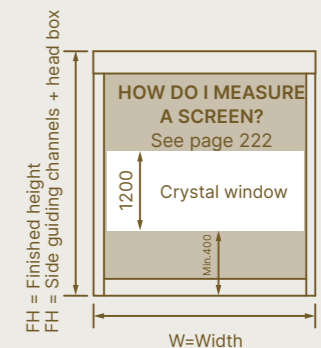 HOW DO I MEASURE
A SCREEN?
See page 222
1200
Crystal window
Min.400
FH = Finished height
FH = Side guiding channels + head box
W=Width